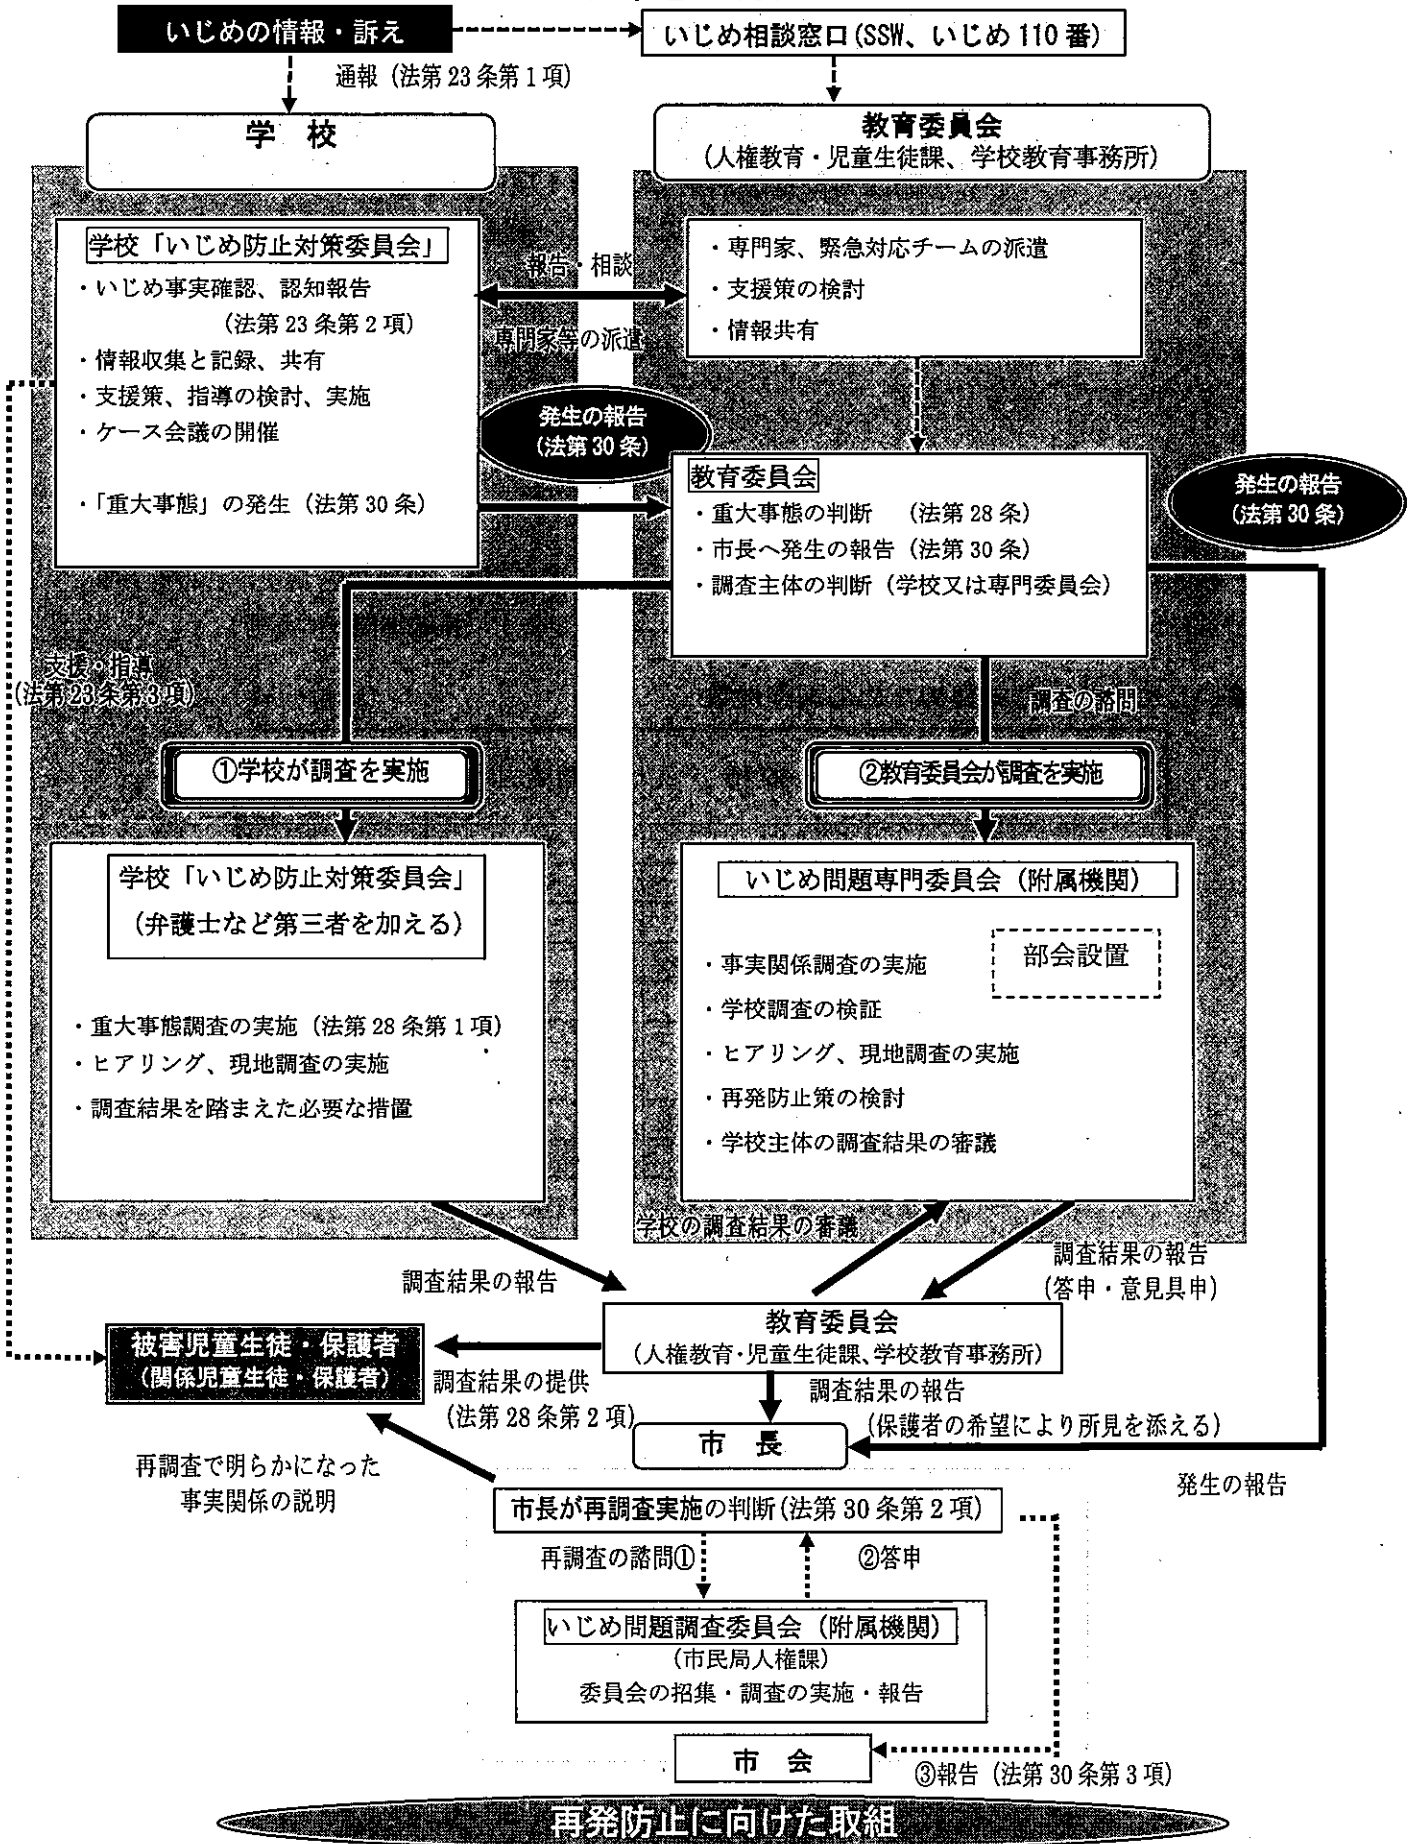 いじめの情報・訴え
いじめ相談窓口(SSW、いじめ110番)
通報(法第23条第1項)
学 校
教育委員会
(人権教育・児童生徒課、学校教育事務所)
学校「いじめ防止対策委員会」
・いじめ事実確認、認知報告
(法第23条第2項)
・情報収集と記録、共有
・支援策、指導の検討、実施
・ケース会議の開催
・「重大事態」の発生(法第30条)
報告・相談
専門家等の派遣
・専門家、緊急対応チームの派遣
・支援策の検討
・情報共有
発生の報告
(法第30条)
教育委員会
・重大事態の判断 (法第28条)
・市長へ発生の報告(法第30条)
・調査主体の判断(学校又は専門委員会)
発生の報告
(法第30条)
支援・指導
(法第23条第3項)
調査の諮問
①学校が調査を実施
②教育委員会が調査を実施
学校「いじめ防止対策委員会」
(弁護士など第三者を加える)
・重大事態調査の実施(法第28条第1項)
・ヒアリング、現地調査の実施
・調査結果を踏まえた必要な措置
いじめ問題専門委員会(附属機関)
部会設置
・事実関係調査の実施
・学校調査の検証
・ヒアリング、現地調査の実施
・再発防止策の検討
・学校主体の調査結果の審議
学校の調査結果の審議
調査結果の報告
調査結果の報告
(答申・意見具申)
教育委員会
(人権教育・児童生徒課、学校教育事務所)
被害児童生徒・保護者
(関係児童生徒・保護者)
調査結果の提供
(法第28条第2項)
調査結果の報告
(保護者の希望により所見を添える)
市 長
発生の報告
再調査で明らかになった
事実関係の説明
市長が再調査実施の判断(法第30条第2項)
再調査の諮問①
②答申
いじめ問題調査委員会(附属機関)
(市民局人権課)
委員会の招集・調査の実施・報告
市 会
③報告(法第30条第3項)
再発防止に向けた取組